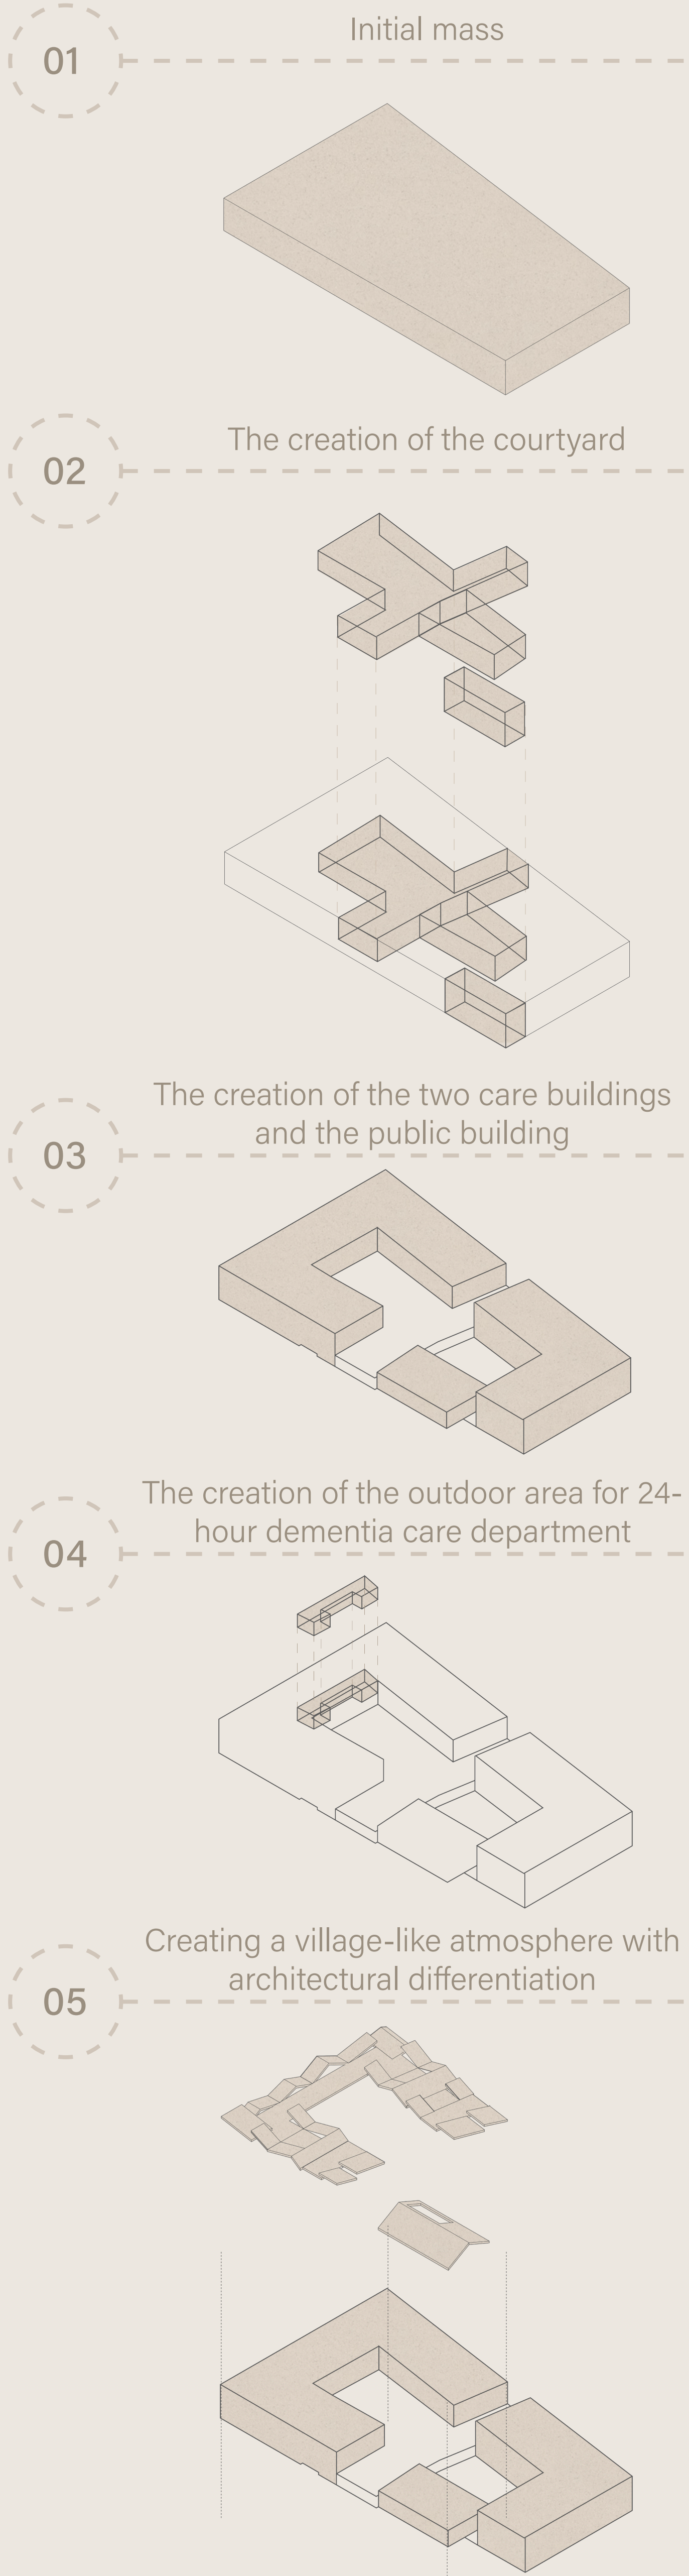 Initial mass
01
The creation of the courtyard
02
The creation of the two care buildings
and the public building
03
The creation of the outdoor area for 24-
hour dementia care department
04
Creating a village-like atmosphere with
architectural differentiation
05